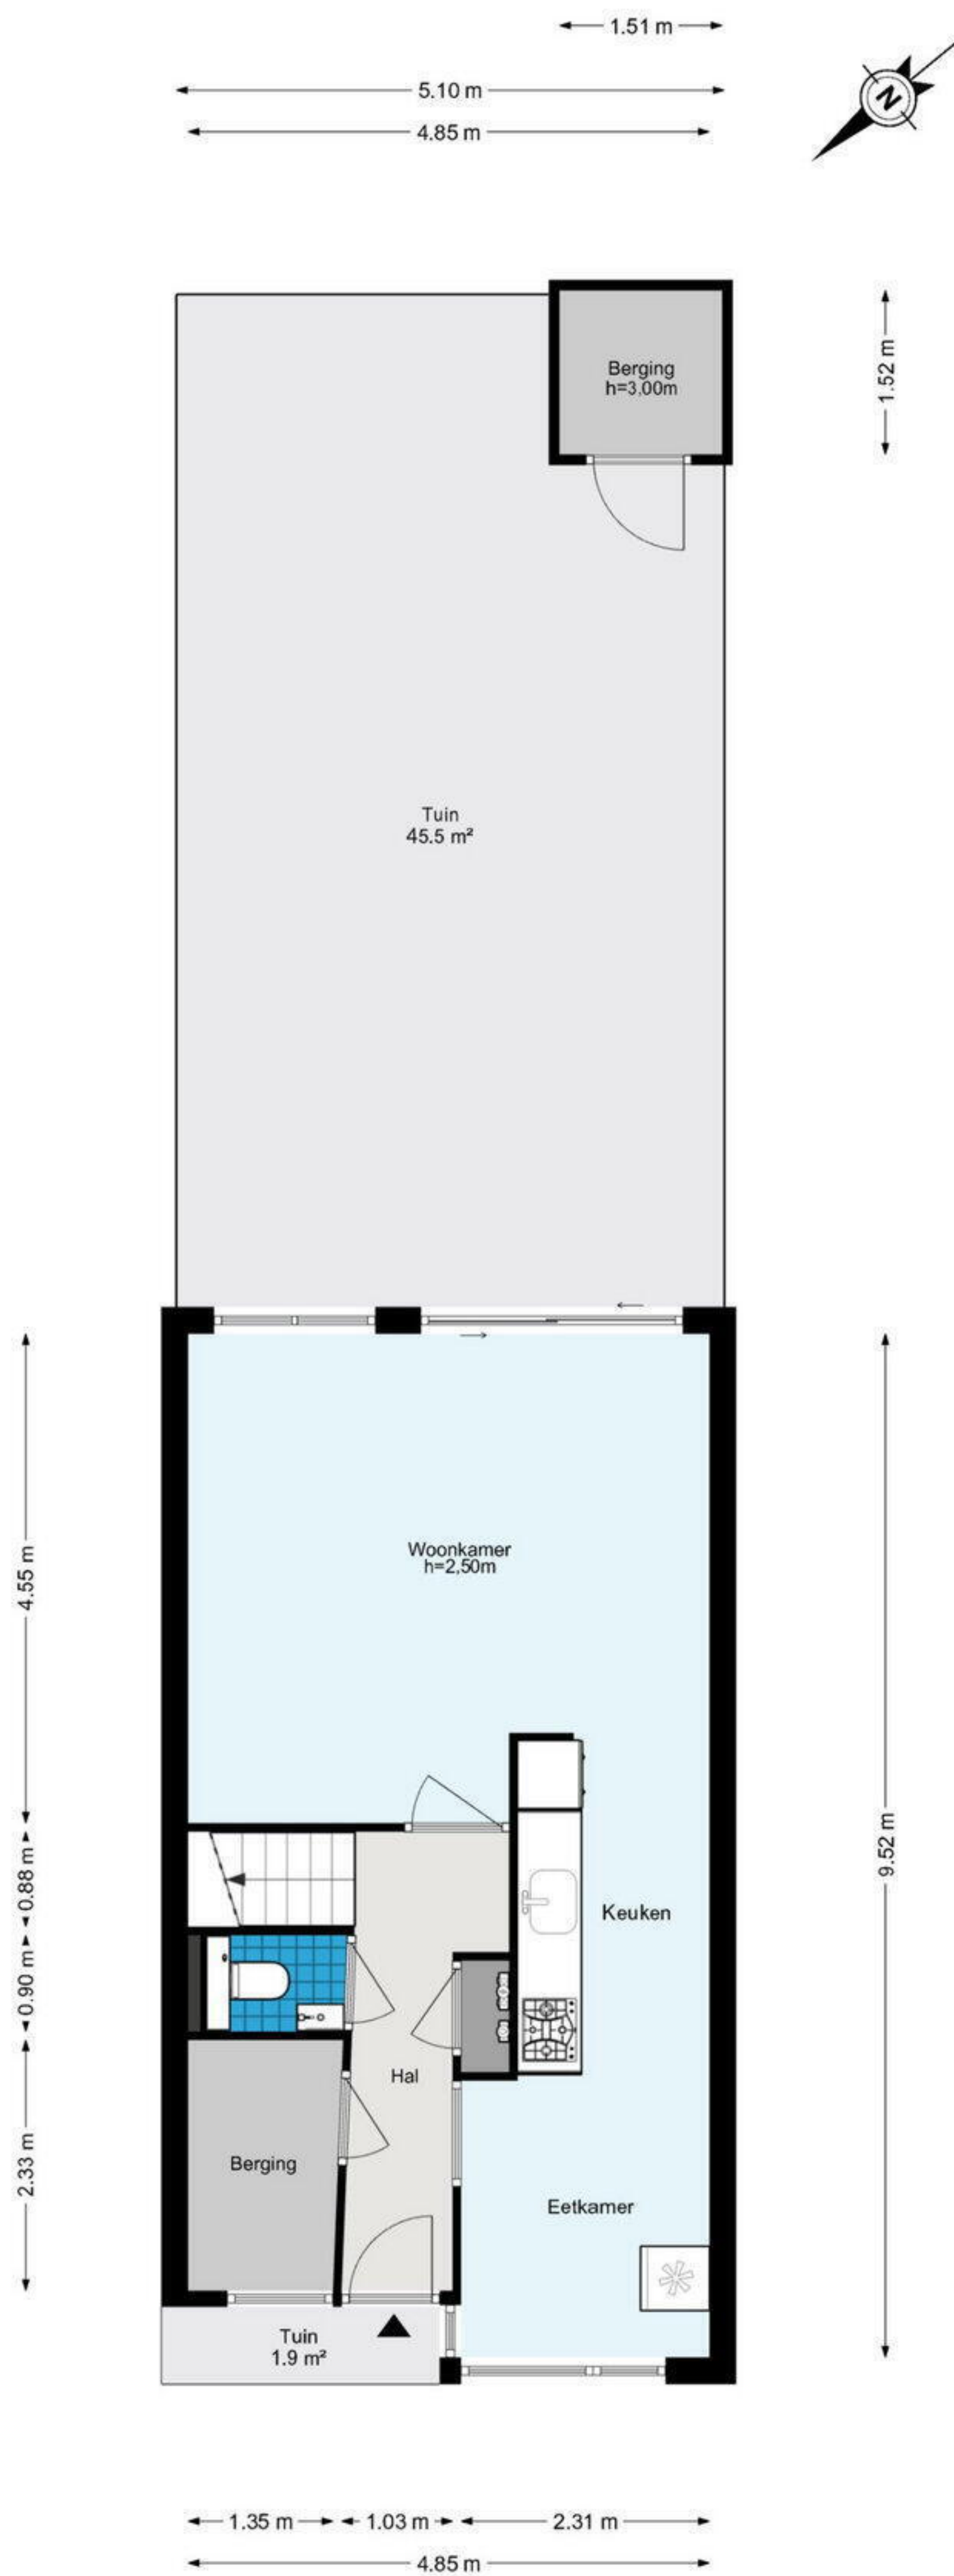 1.51 m
5.10 m
4.85 m
N
Berging
h=3,00m
1.52 m
Tuin
45.5 m²
Woonkamer
h=2,50m
4.55 m
9.52 m
0.88 m
Keuken
0.90 m
Hal
2.33 m
Berging
Eetkamer
Tuin
1.9 m²
1.35 m
1.03 m
2.31 m
4.85 m